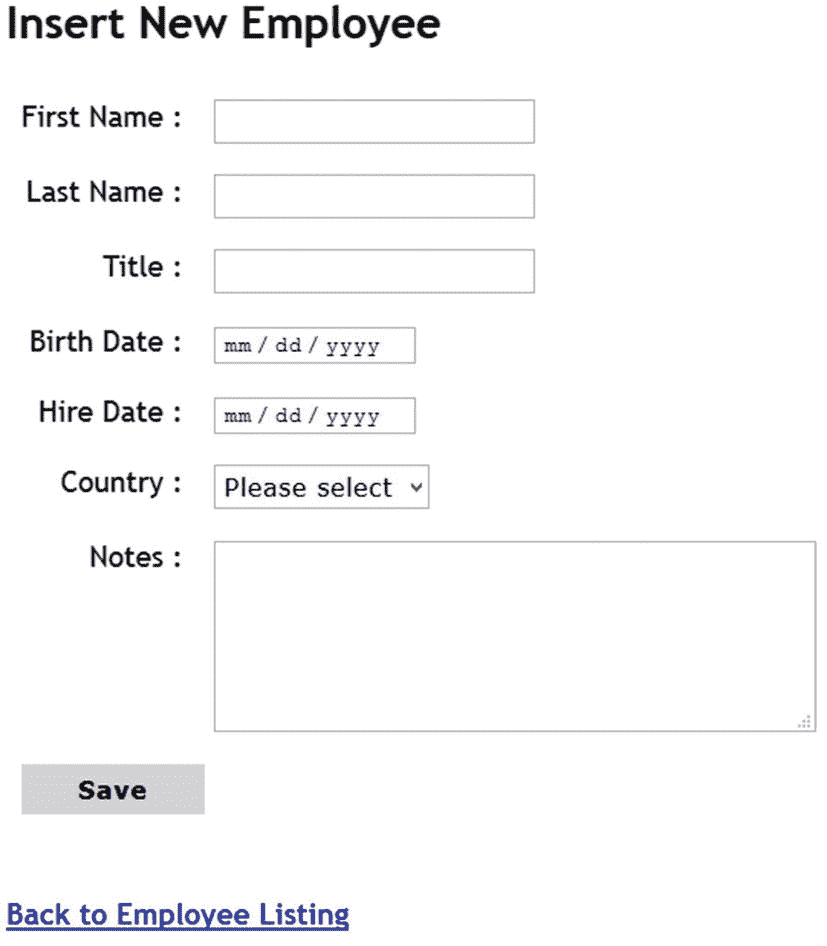 Insert New Employee
First Name :
Last Name :
Title :
Birth Date : mm / dd / yyyy
Hire Date : mm / dd / yyyy
Country : Please select
Notes :
Save
Back to Employee Listing